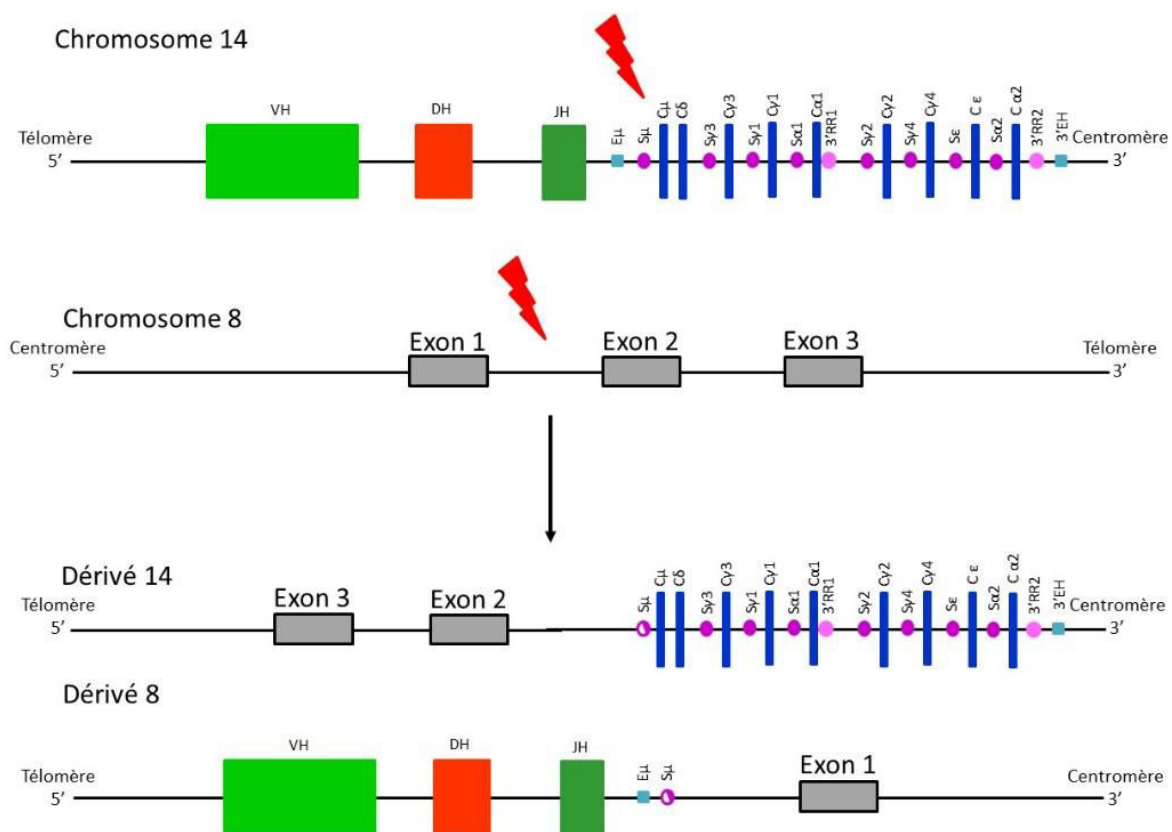 Chromosome 14
VH DH JH Eμ Sμ Cμ Cδ Sγ3 Cγ3 Sγ1 Cγ1 Sα1 Cα1 3'RR1 Sγ2 Cγ2 Sγ4 Cγ4 Sε C ε Sα2 C α2 3'RR2 3'EH
Télomère Centromère
5' 3'
Chromosome 8
Exon 1 Exon 2 Exon 3
Centromère Télomère
5' 3'
Dérivé 14
Exon 3 Exon 2 Sμ Cμ Cδ Sγ3 Cγ3 Sγ1 Cγ1 Sα1 Cα1 3'RR1 Sγ2 Cγ2 Sγ4 Cγ4 Sε C ε Sα2 C α2 3'RR2 3'EH
Télomère Centromère
5' 3'
Dérivé 8
VH DH JH Eμ Sμ Exon 1
Télomère Centromère
5' 3'